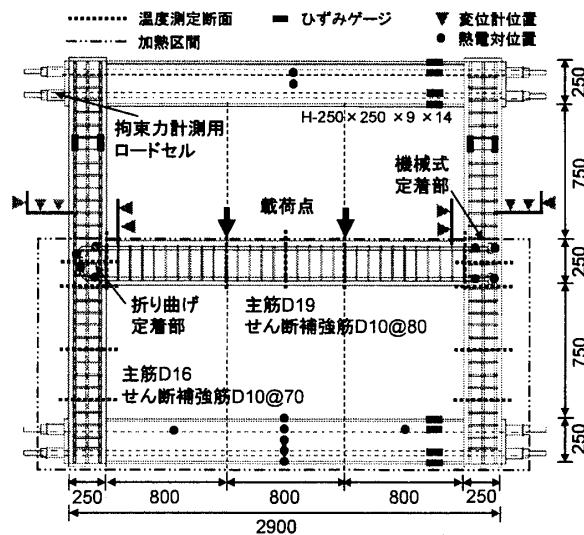 温度測定断面
ひずみゲージ
変位計位置
加熱区間
熱電対位置
H-250×250×9×14
拘束力計測用
ロードセル
機械式
定着部
載荷点
折り曲げ
定着部
主筋D19
せん断補強筋D10@80
主筋D16
せん断補強筋D10@70
250
750
250
750
250
250
800
800
800
250
2900